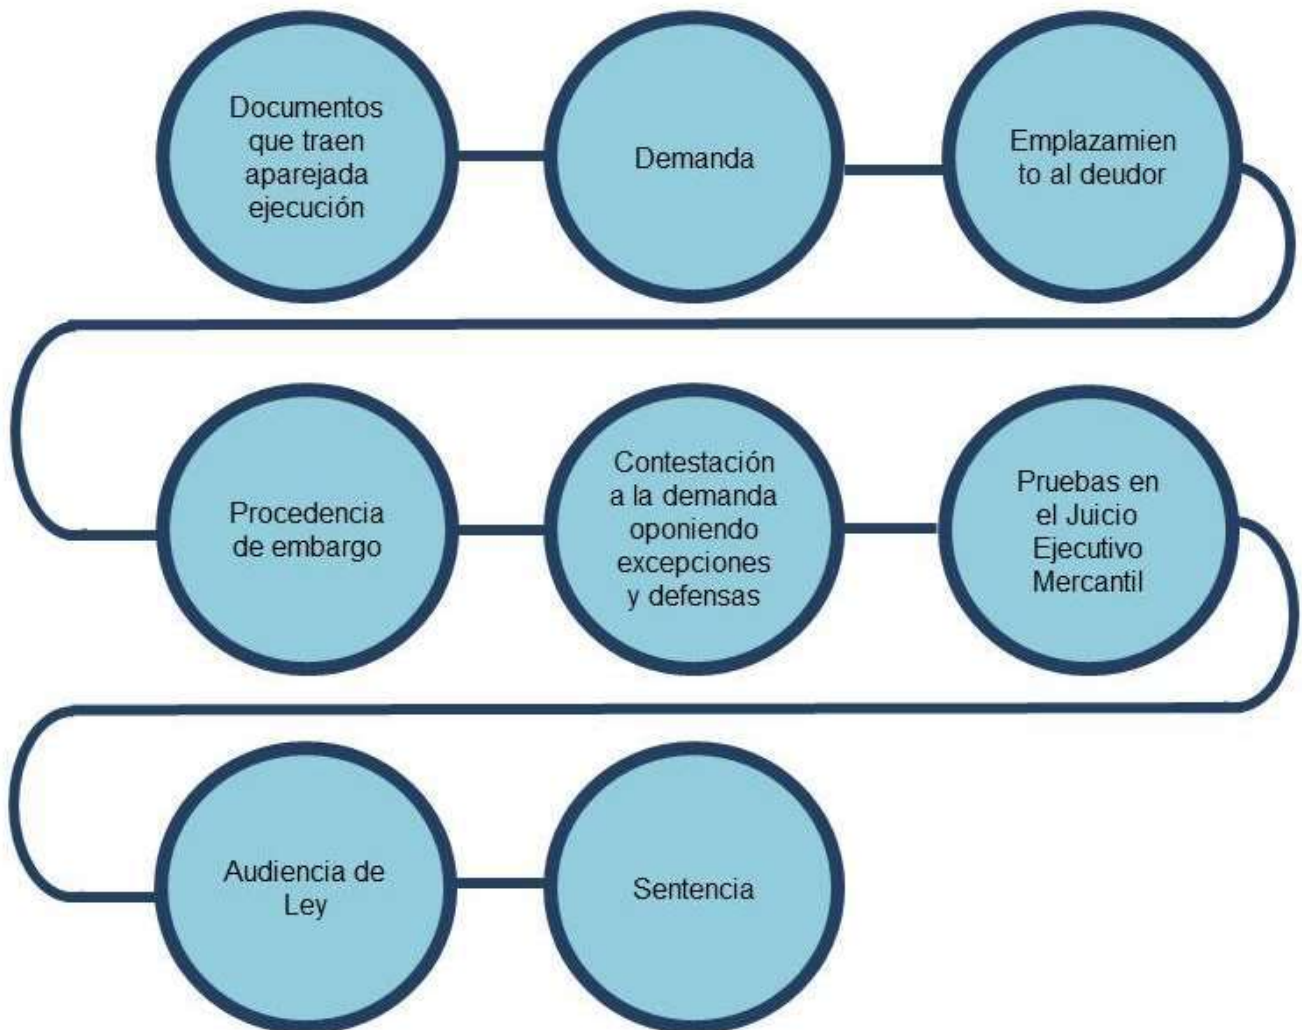 Documentos
que traen
aparejada
ejecución
Demanda
Emplazamien
to al deudor
Procedencia
de embargo
Contestación
a la demanda
oponiendo
excepciones
y defensas
Pruebas en
el Juicio
Ejecutivo
Mercantil
Audiencia de
Ley
Sentencia